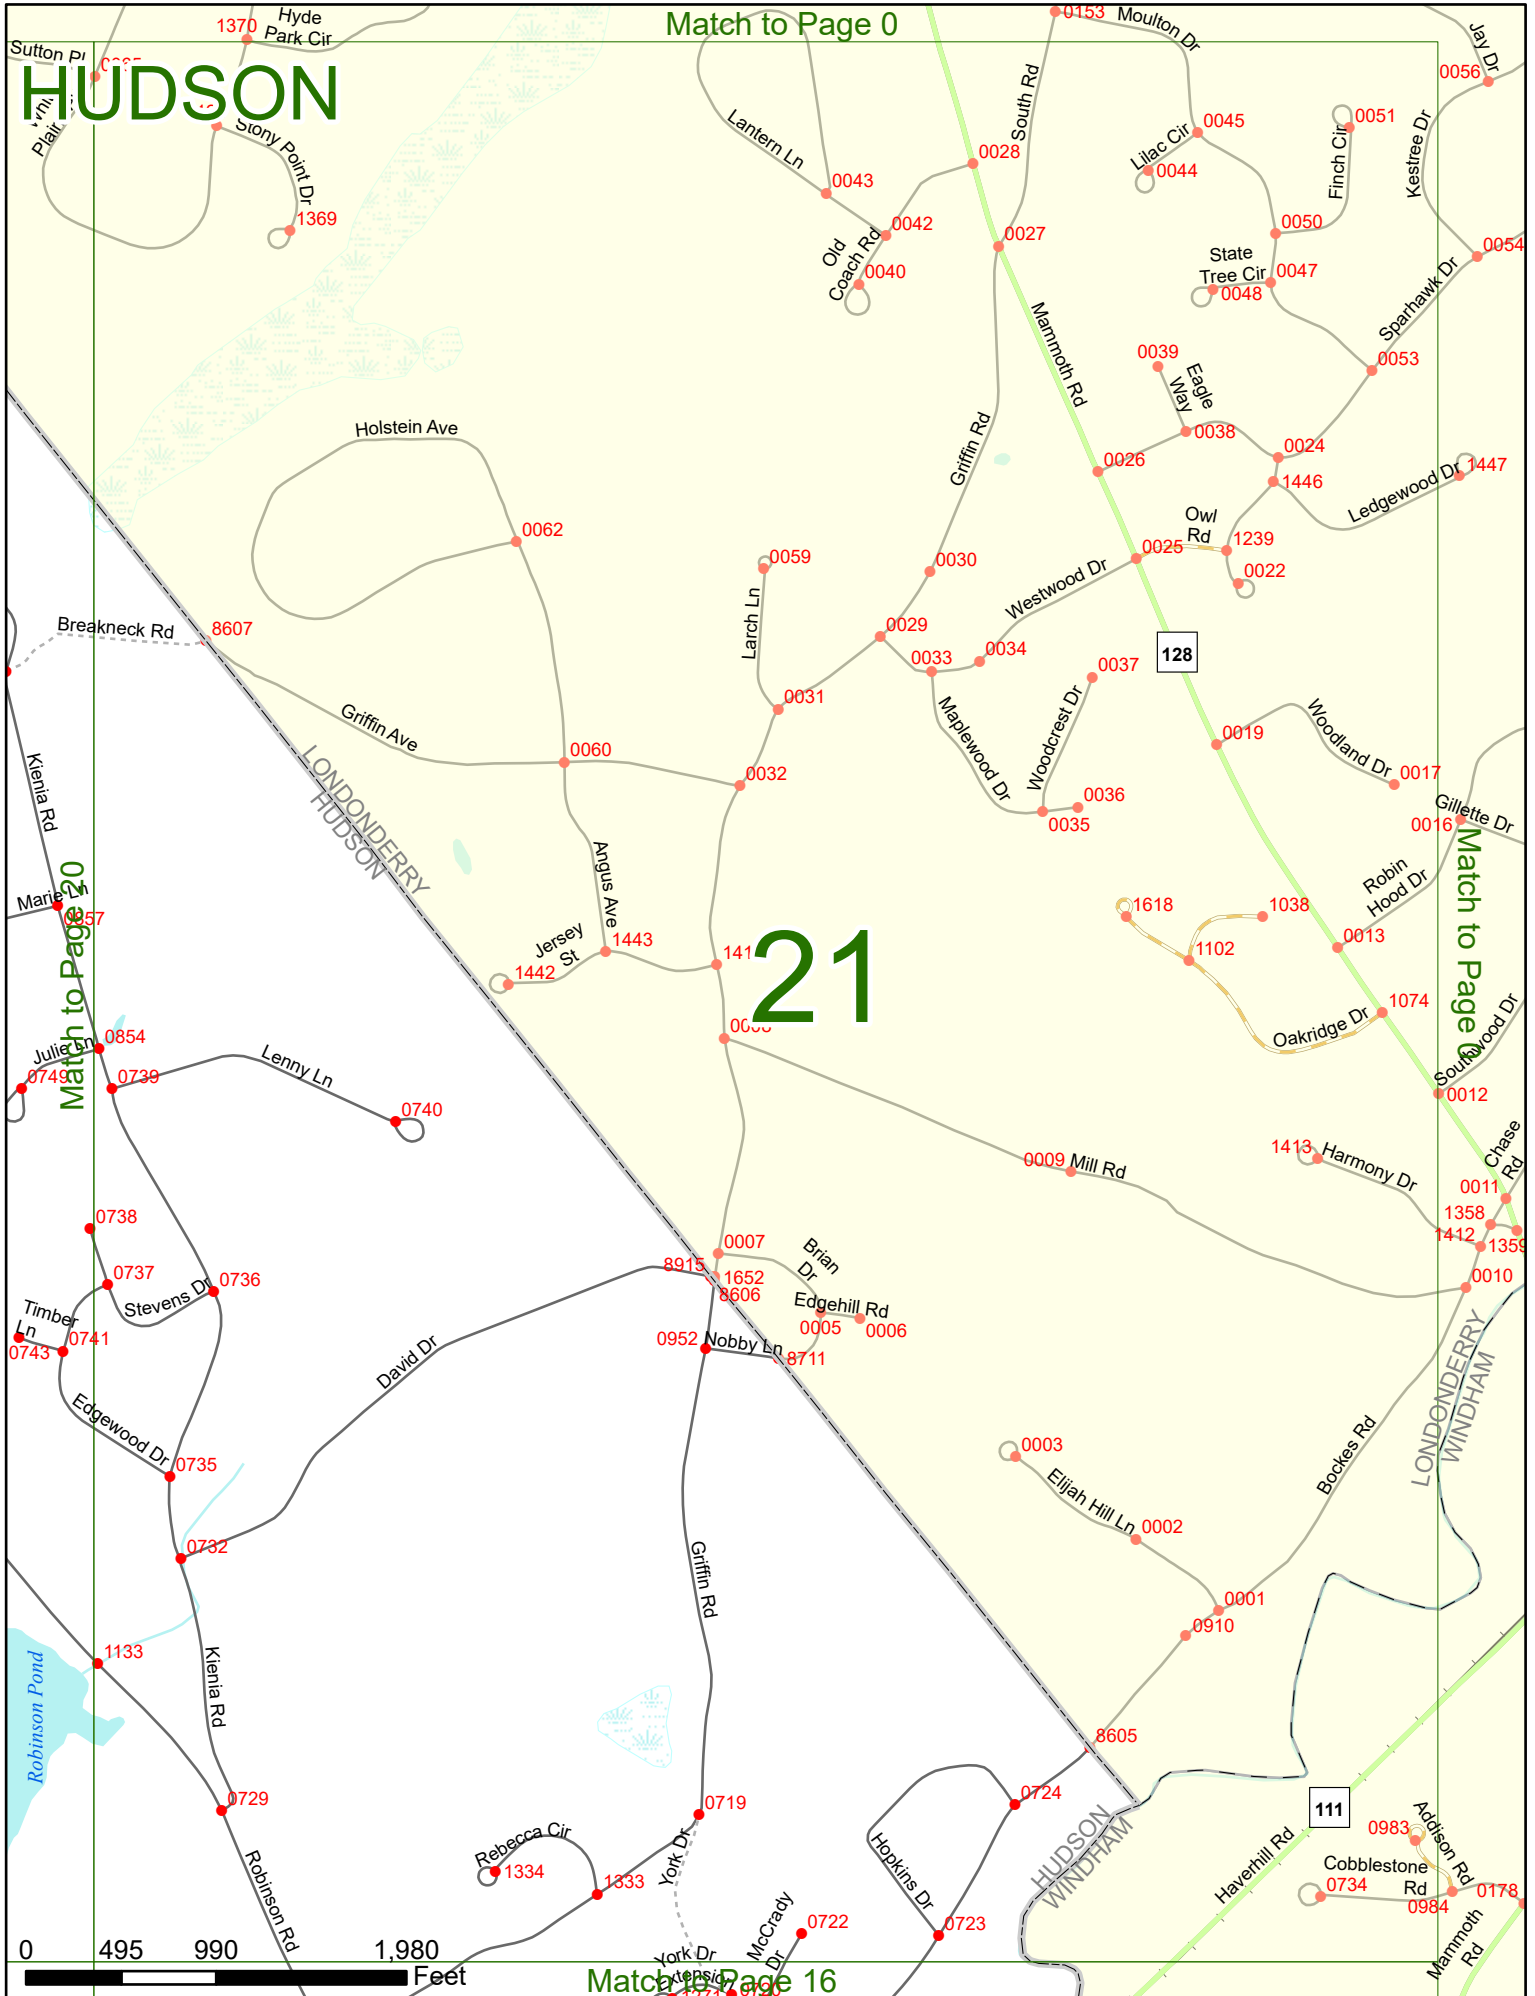 Match to Page 0
HUDSON
1370
Hyde
Park Cir
Sutton Pl
Stony Point Dr
1369
0153
Moulton Dr
Jay Dr
0056
South Rd
Lantern Ln
0028
0045
0051
Lilac Cir
0044
Finch Cir
Kestree Dr
0043
0042
0027
0050
0054
Old
Coach Rd
0040
State
Tree Cir
0047
0048
Sparhawk Dr
Mammoth Rd
0053
0039
Eagle
Way
0038
0024
Holstein Ave
Griffin Rd
0026
1446
1447
Ledgewood Dr
0062
Owl
Rd
1239
0025
0022
0059
0030
Westwood Dr
Larch Ln
Breakneck Rd
8607
0029
0033
0034
0037
128
0031
Maplewood Dr
Woodcrest Dr
Griffin Ave
0060
0032
0019
Woodland Dr
0017
0036
0035
Gillette Dr
0016
Kienia Rd
LONDONDERRY
HUDSON
Angus Ave
Robin
Hood Dr
Match to Page 20
Match to Page 0
Marie Ln
0857
1618
1038
1102
0013
Jersey
St
1443
1442
21
1074
Oakridge Dr
Southwood Dr
0012
0854
Julie Ln
0749
0739
Lenny Ln
0740
Chase
Rd
1413
Harmony Dr
0009
Mill Rd
0011
1358
1412
1359
0010
0738
0737
0736
Stevens Dr
0007
8915
1652
8606
Brian
Dr
Edgehill Rd
0005
0006
Timber
Ln
0743
0741
0952
Nobby Ln
8711
David Dr
Edgewood Dr
0735
LONDONDERRY
WINDHAM
Bockes Rd
0003
Elijah Hill Ln
0002
0732
Griffin Rd
0001
0910
1133
Kienia Rd
Robinson Pond
8605
0729
0719
0724
111
HUDSON
WINDHAM
Haverhill Rd
0983
Addison Rd
Cobblestone
Rd
0734
0984
0178
Mammoth
Rd
Rebecca Cir
1334
1333
York Dr
Hopkins Dr
Robinson Rd
McCrady
Dr
0722
0723
York Dr
Extension
0 495 990 1,980
Feet
Match to Page 16